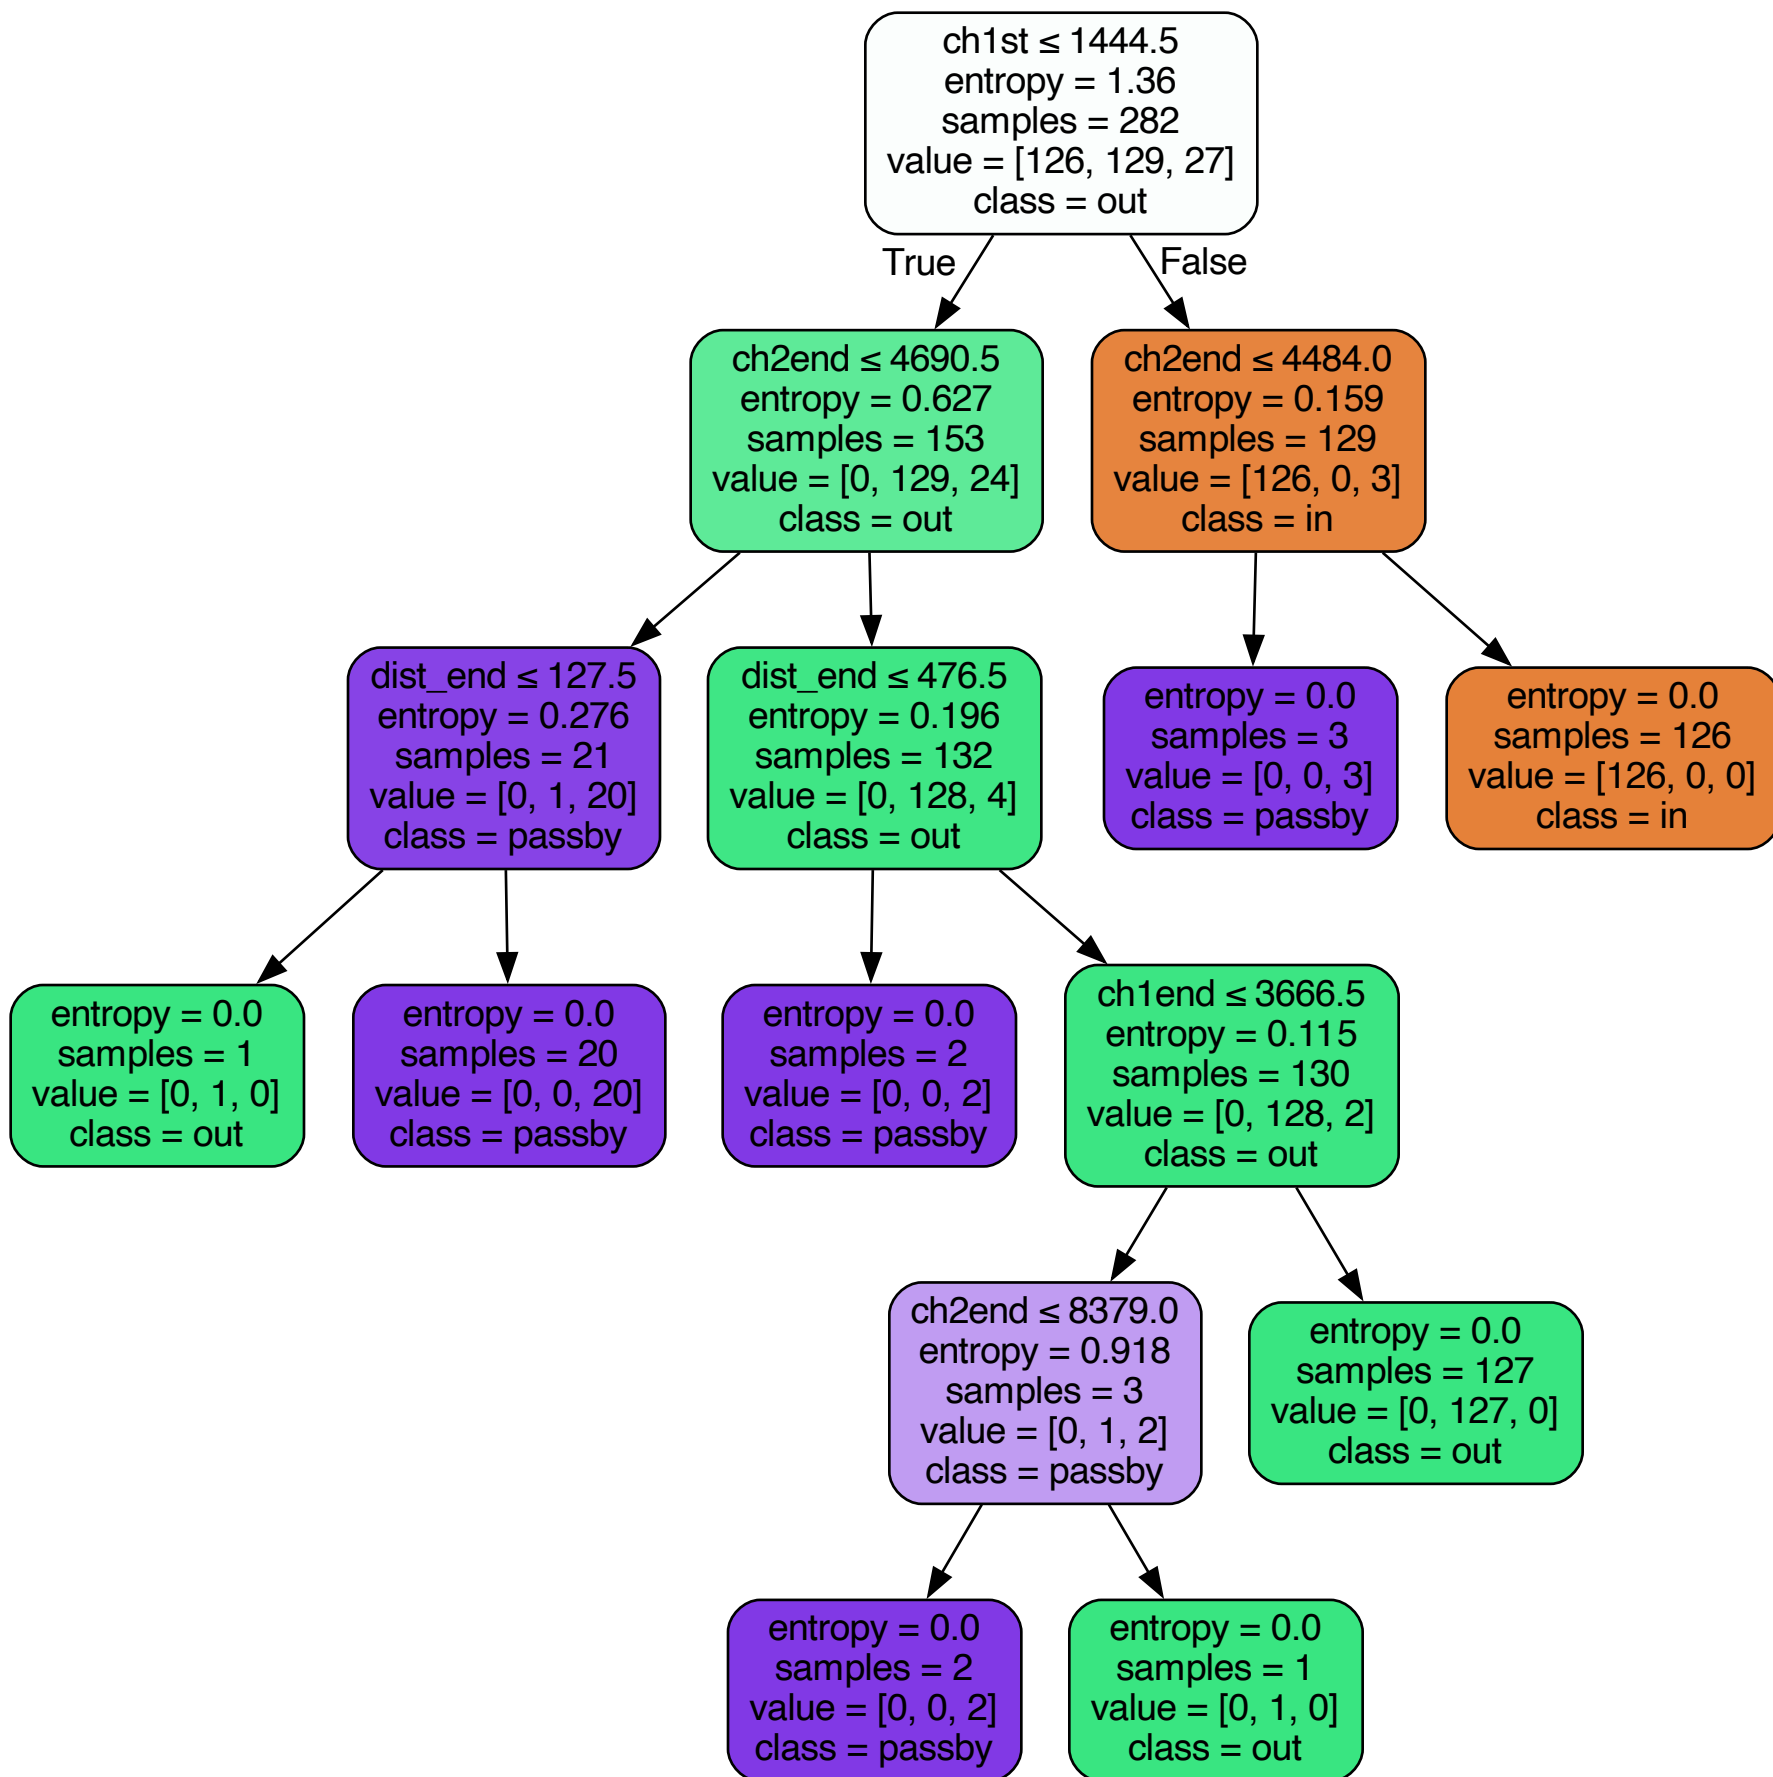 ch1st ≤ 1444.5
entropy = 1.36
samples = 282
value = [126, 129, 27]
class = out
True
False
ch2end ≤ 4690.5
entropy = 0.627
samples = 153
value = [0, 129, 24]
class = out
ch2end ≤ 4484.0
entropy = 0.159
samples = 129
value = [126, 0, 3]
class = in
dist_end ≤ 127.5
entropy = 0.276
samples = 21
value = [0, 1, 20]
class = passby
dist_end ≤ 476.5
entropy = 0.196
samples = 132
value = [0, 128, 4]
class = out
entropy = 0.0
samples = 3
value = [0, 0, 3]
class = passby
entropy = 0.0
samples = 126
value = [126, 0, 0]
class = in
entropy = 0.0
samples = 1
value = [0, 1, 0]
class = out
entropy = 0.0
samples = 20
value = [0, 0, 20]
class = passby
entropy = 0.0
samples = 2
value = [0, 0, 2]
class = passby
ch1end ≤ 3666.5
entropy = 0.115
samples = 130
value = [0, 128, 2]
class = out
ch2end ≤ 8379.0
entropy = 0.918
samples = 3
value = [0, 1, 2]
class = passby
entropy = 0.0
samples = 127
value = [0, 127, 0]
class = out
entropy = 0.0
samples = 2
value = [0, 0, 2]
class = passby
entropy = 0.0
samples = 1
value = [0, 1, 0]
class = out